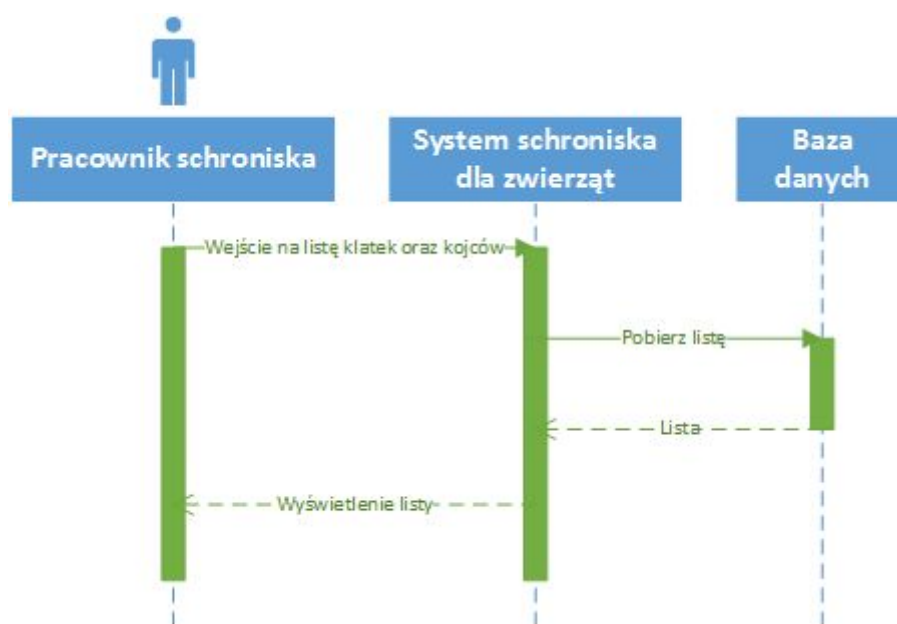 Pracownik schroniska
System schroniska
dla zwierząt
Baza
danych
Wejście na listę klatek oraz kojców
Pobierz listę
Lista
Wyświetlenie listy